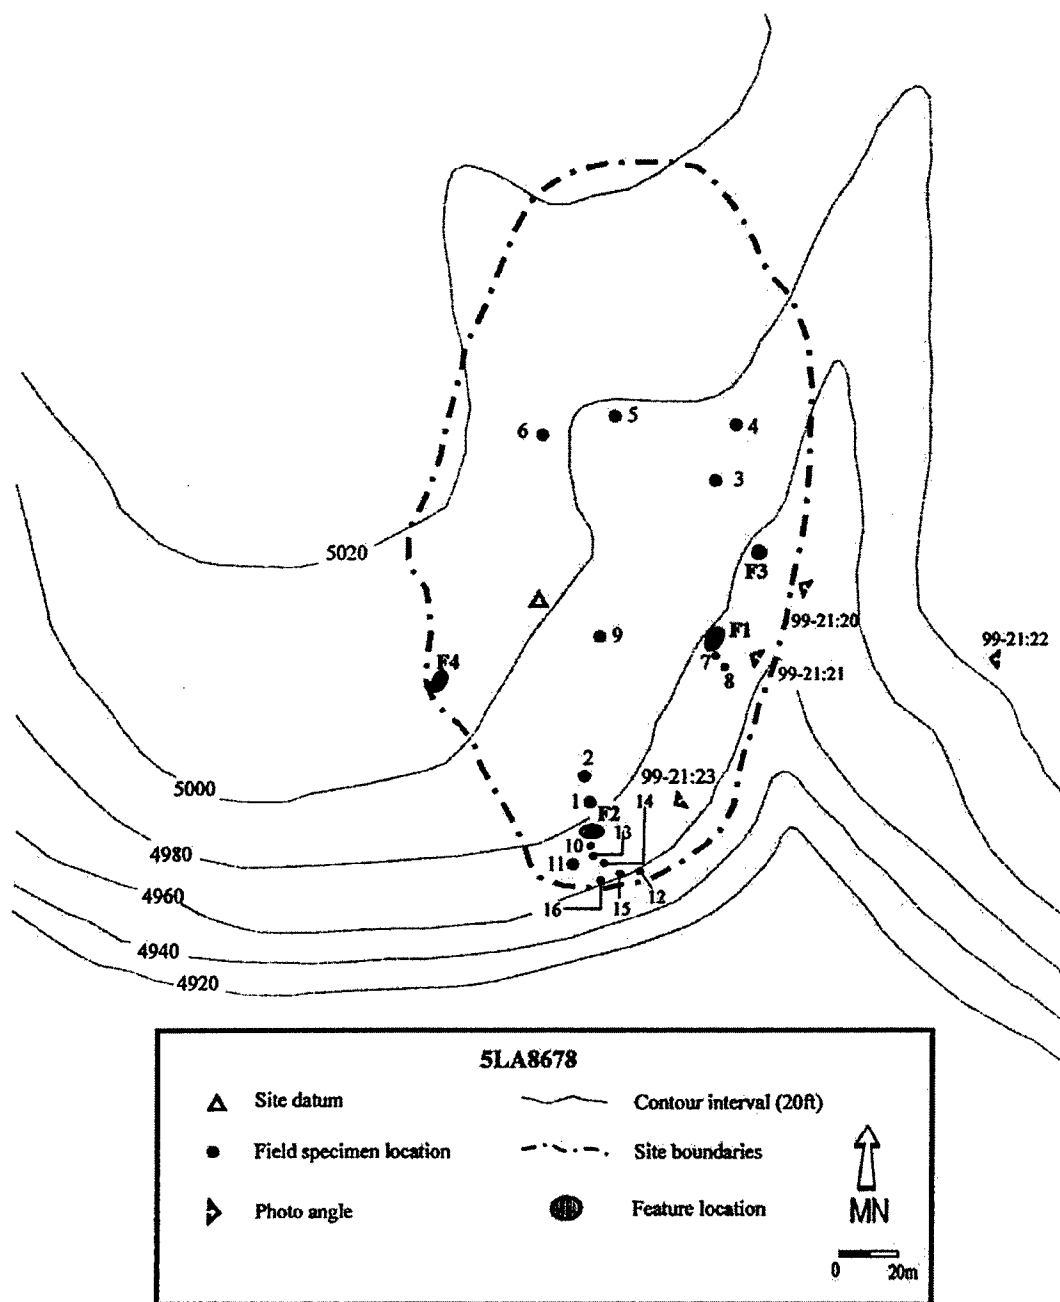 5
6
4
3
5020
F3
99-21:20
9
F1
99-21:22
F4
7
8
99-21:21
2
99-21:23
5000
1
14
F2
13
10
4980
11
4960
12
16
15
4940
4920
5LA8678
Site datum
Contour interval (20ft)
Field specimen location
Site boundaries
Photo angle
Feature location
MN
0 20m